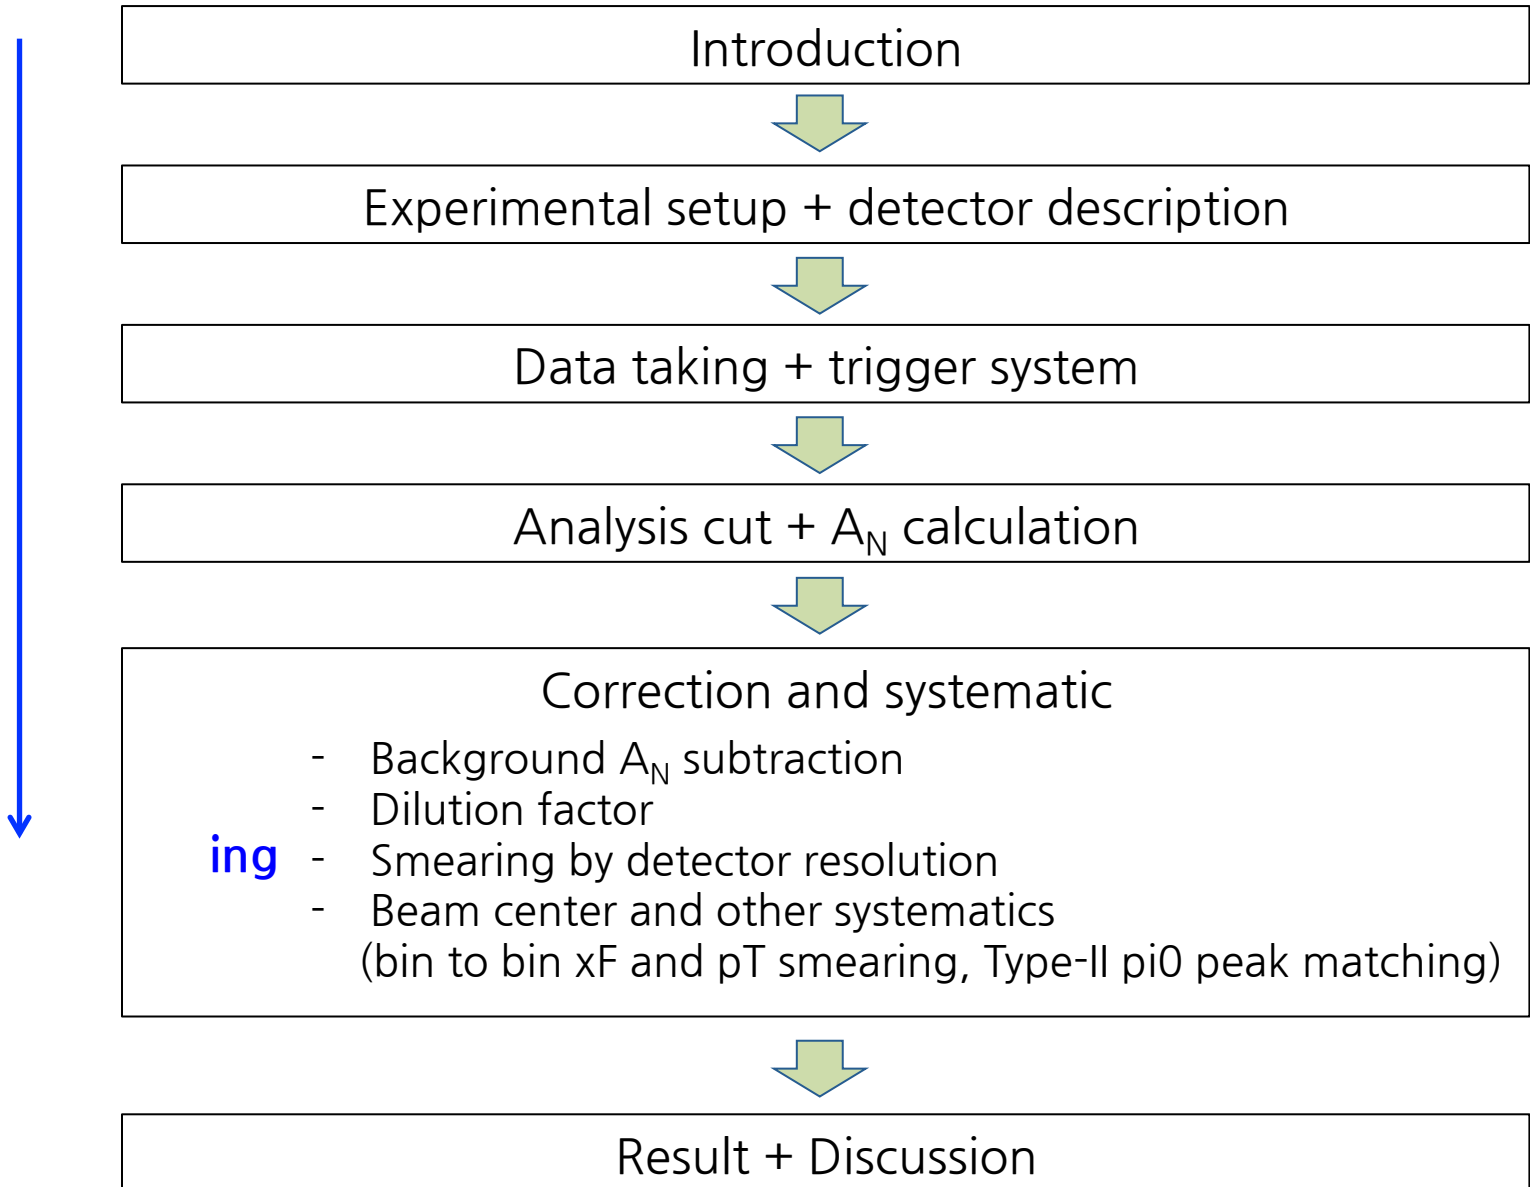 Introduction
Experimental setup + detector description
Data taking + trigger system
Analysis cut + A_N calculation
Correction and systematic
- Background A_N subtraction
- Dilution factor
ing - Smearing by detector resolution
- Beam center and other systematics
(bin to bin xF and pT smearing, Type-II pi0 peak matching)
Result + Discussion